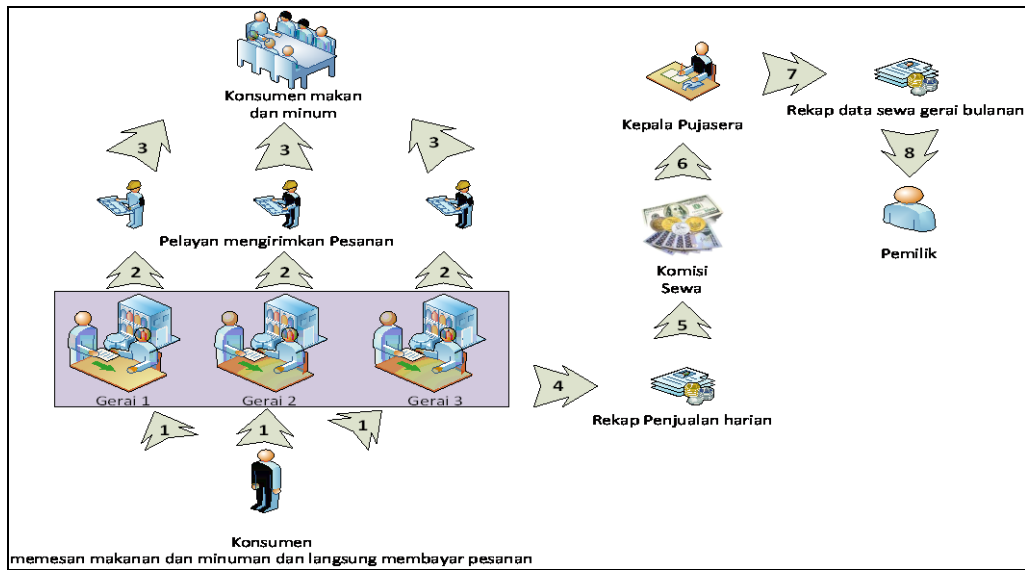 Konsumen makan
dan minum
3
3
3
Pelayan mengirimkan Pesanan
2
2
2
Gerai 1
Gerai 2
Gerai 3
1
1
1
Konsumen
memesan makanan dan minuman dan langsung membayar pesanan
4
Rekap Penjualan harian
5
Komisi
Sewa
6
Kepala Pujasera
7
Rekap data sewa gerai bulanan
8
Pemilik